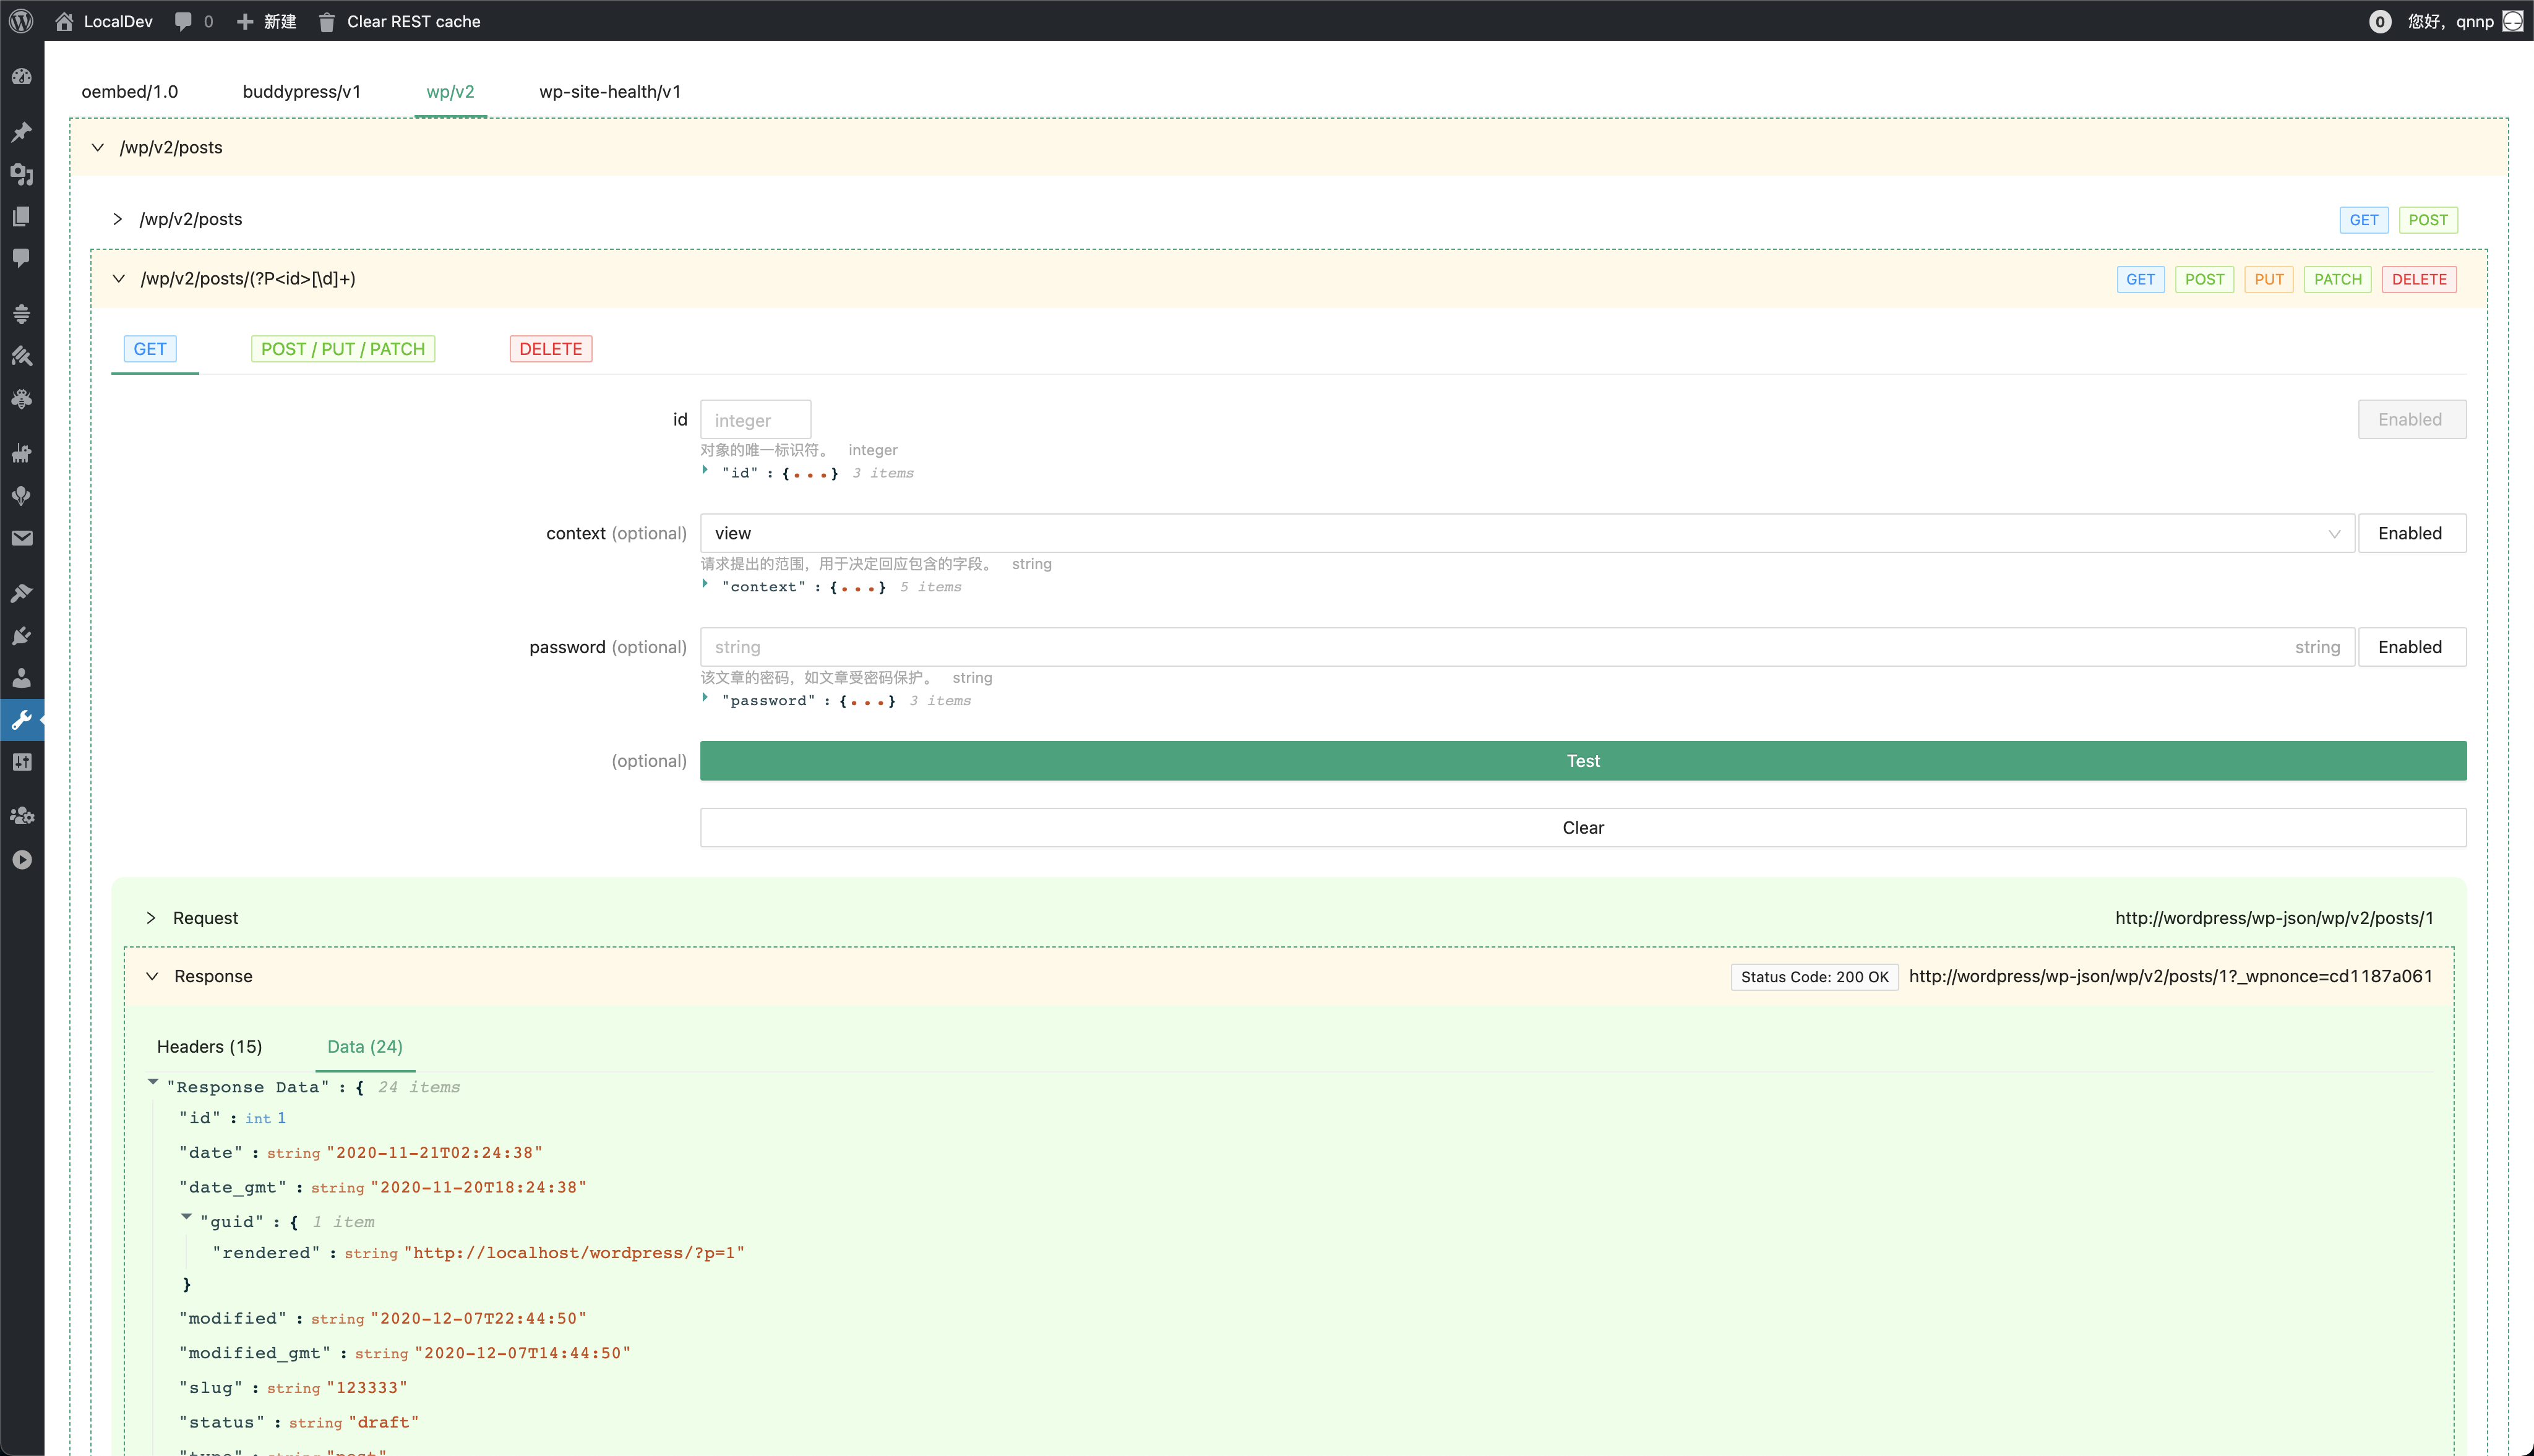 LocalDev 0 新建 Clear REST cache 0 您好，qnnp
oembed/1.0 buddypress/v1 wp/v2 wp-site-health/v1
/wp/v2/posts
/wp/v2/posts GET POST
/wp/v2/posts/(?P<id>[\d]+) GET POST PUT PATCH DELETE
GET POST / PUT / PATCH DELETE
id integer Enabled
对象的唯一标识符。 integer
"id" : {...} 3 items
context (optional) view Enabled
请求提出的范围，用于决定回应包含的字段。 string
"context" : {...} 5 items
password (optional) string string Enabled
该文章的密码，如文章受密码保护。 string
"password" : {...} 3 items
(optional) Test
Clear
Request http://wordpress/wp-json/wp/v2/posts/1
Response Status Code: 200 OK http://wordpress/wp-json/wp/v2/posts/1?_wpnonce=cd1187a061
Headers (15) Data (24)
"Response Data" : { 24 items
"id" : int 1
"date" : string "2020-11-21T02:24:38"
"date_gmt" : string "2020-11-20T18:24:38"
"guid" : { 1 item
"rendered" : string "http://localhost/wordpress/?p=1"
}
"modified" : string "2020-12-07T22:44:50"
"modified_gmt" : string "2020-12-07T14:44:50"
"slug" : string "123333"
"status" : string "draft"
"type" : string "post"